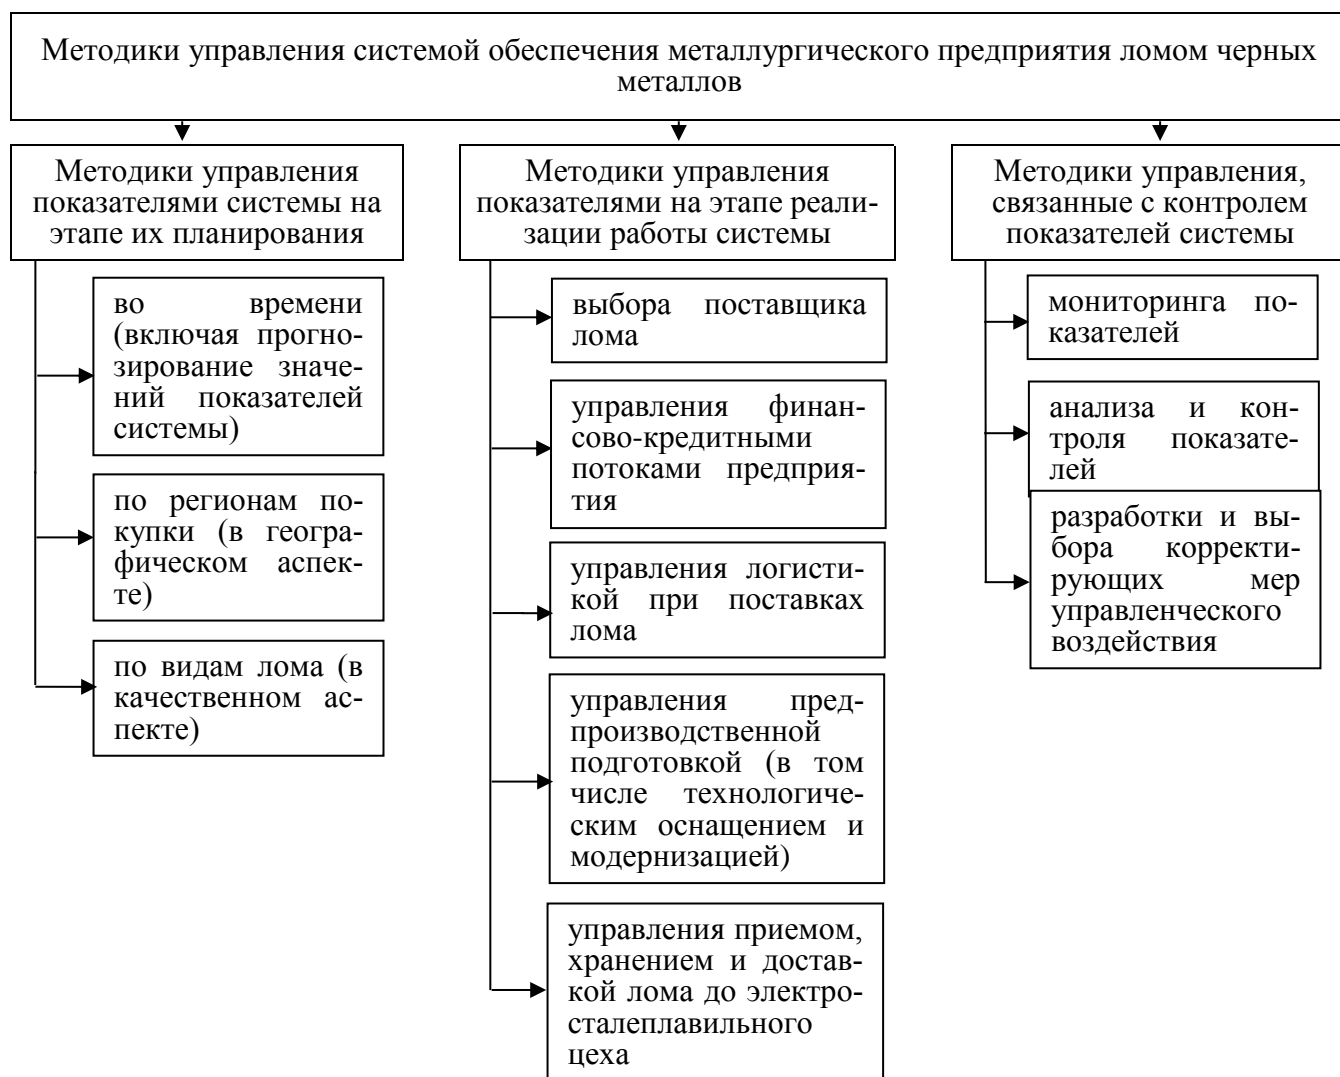 Методики управления системой обеспечения металлургического предприятия ломом черных
металлов
Методики управления
показателями системы на
этапе их планирования
во времени
(включая прогно-
зирование значе-
ний показателей
системы)
по регионам по-
купки (в геогра-
фическом аспек-
те)
по видам лома (в
качественном ас-
пекте)
Методики управления
показателями на этапе реали-
зации работы системы
выбора поставщика
лома
управления финан-
сово-кредитными
потоками предприя-
тия
управления логисти-
кой при поставках
лома
управления пред-
производственной
подготовкой (в том
числе технологиче-
ским оснащением и
модернизацией)
управления приемом,
хранением и достав-
кой лома до электро-
сталеплавильного
цеха
Методики управления,
связанные с контролем
показателей системы
мониторинга по-
казателей
анализа и кон-
троля показате-
лей
разработки и вы-
бора корректи-
рующих мер
управленческого
воздействия